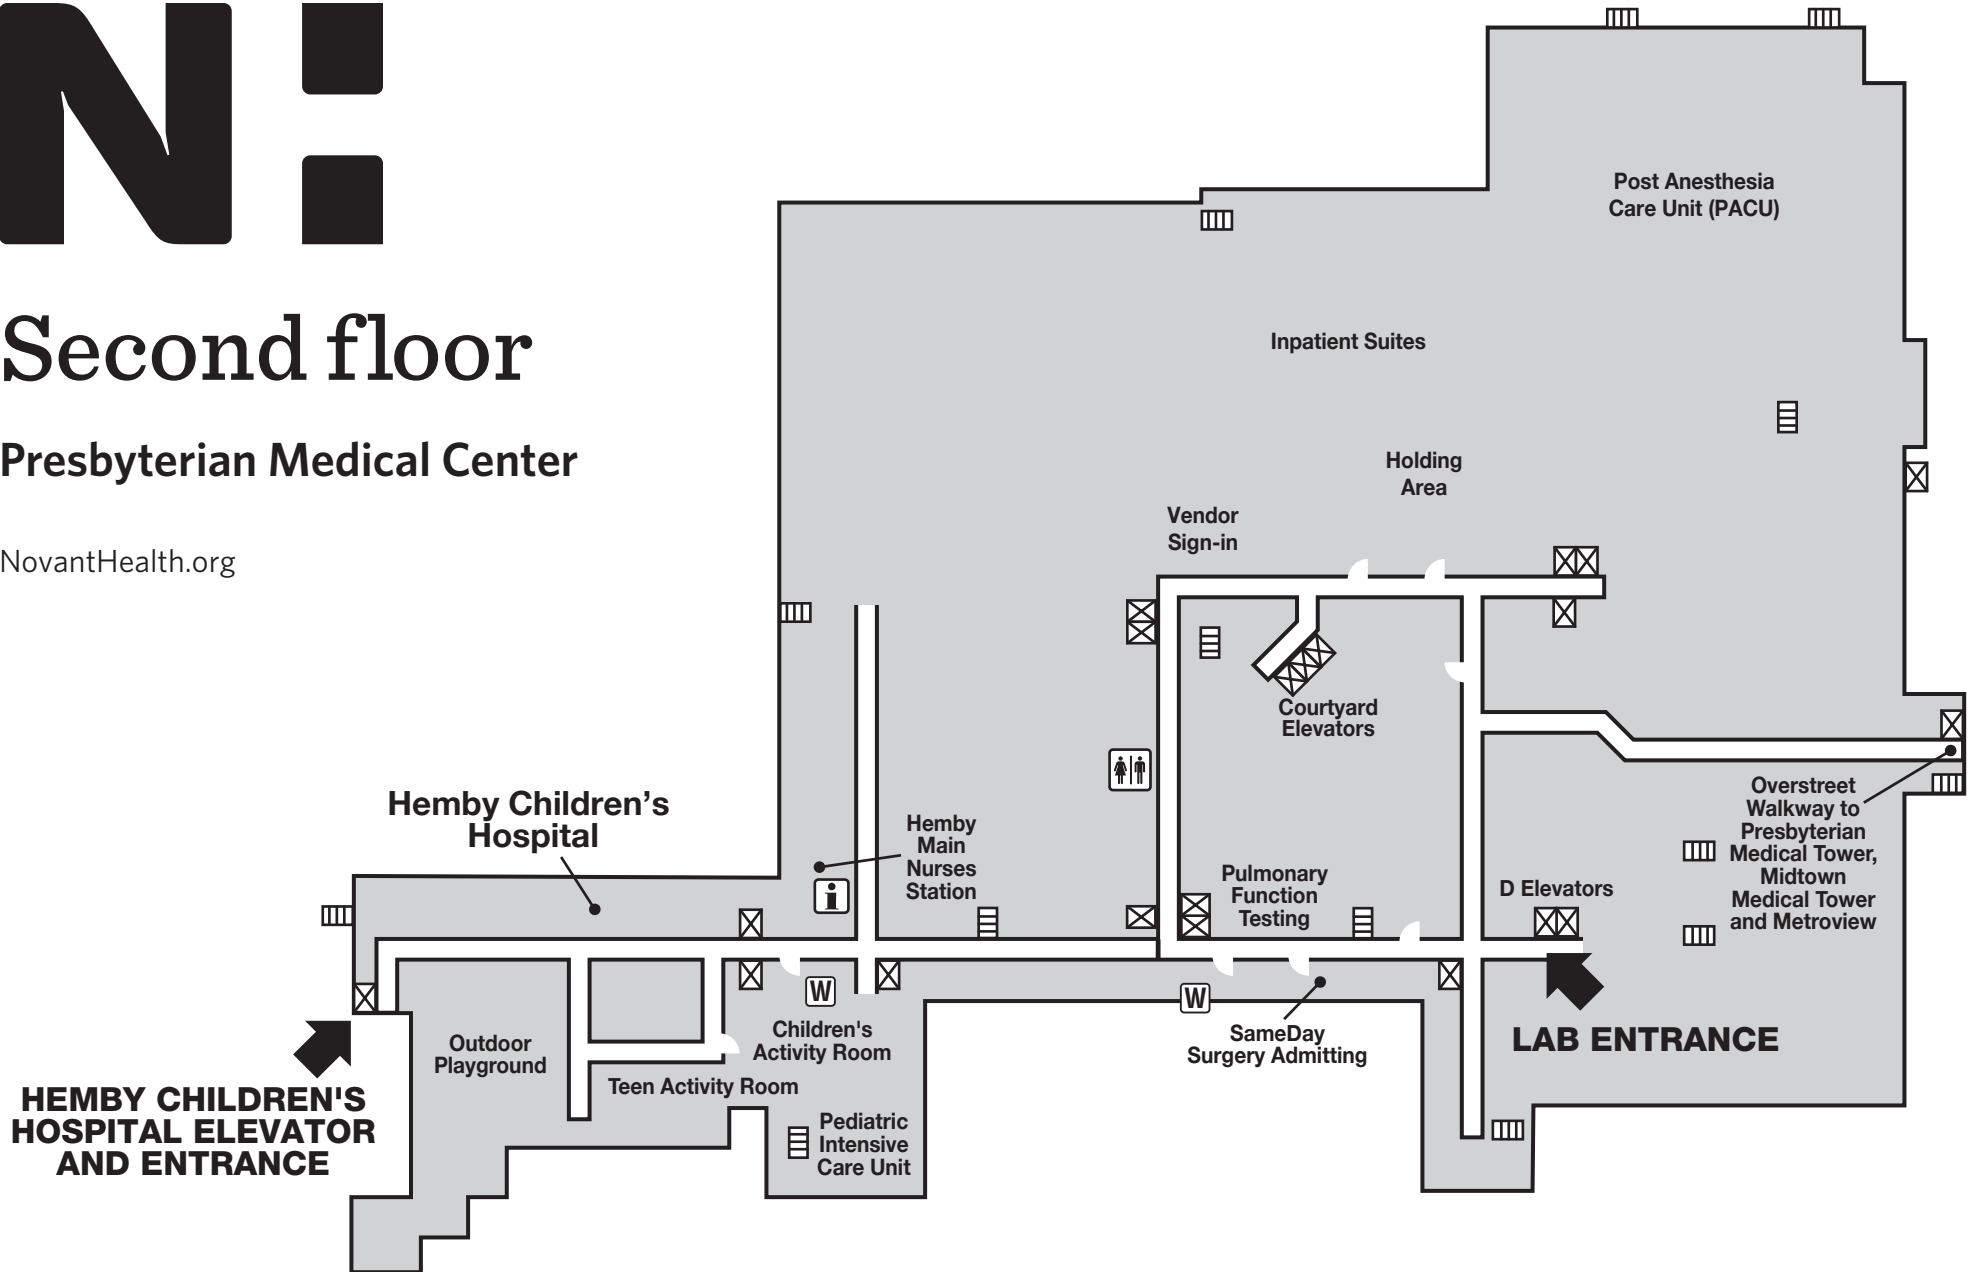 N
Second floor
Presbyterian Medical Center
NovantHealth.org
Post Anesthesia
Care Unit (PACU)
Inpatient Suites
Holding
Area
Vendor
Sign-in
Courtyard
Elevators
Hemby Children’s
Hospital
Hemby
Main
Nurses
Station
i
Pulmonary
Function
Testing
D Elevators
Overstreet
Walkway to
Presbyterian
Medical Tower,
Midtown
Medical Tower
and Metroview
W
Children's
Activity Room
Outdoor
Playground
Teen Activity Room
Pediatric
Intensive
Care Unit
W
SameDay
Surgery Admitting
LAB ENTRANCE
HEMBY CHILDREN'S
HOSPITAL ELEVATOR
AND ENTRANCE